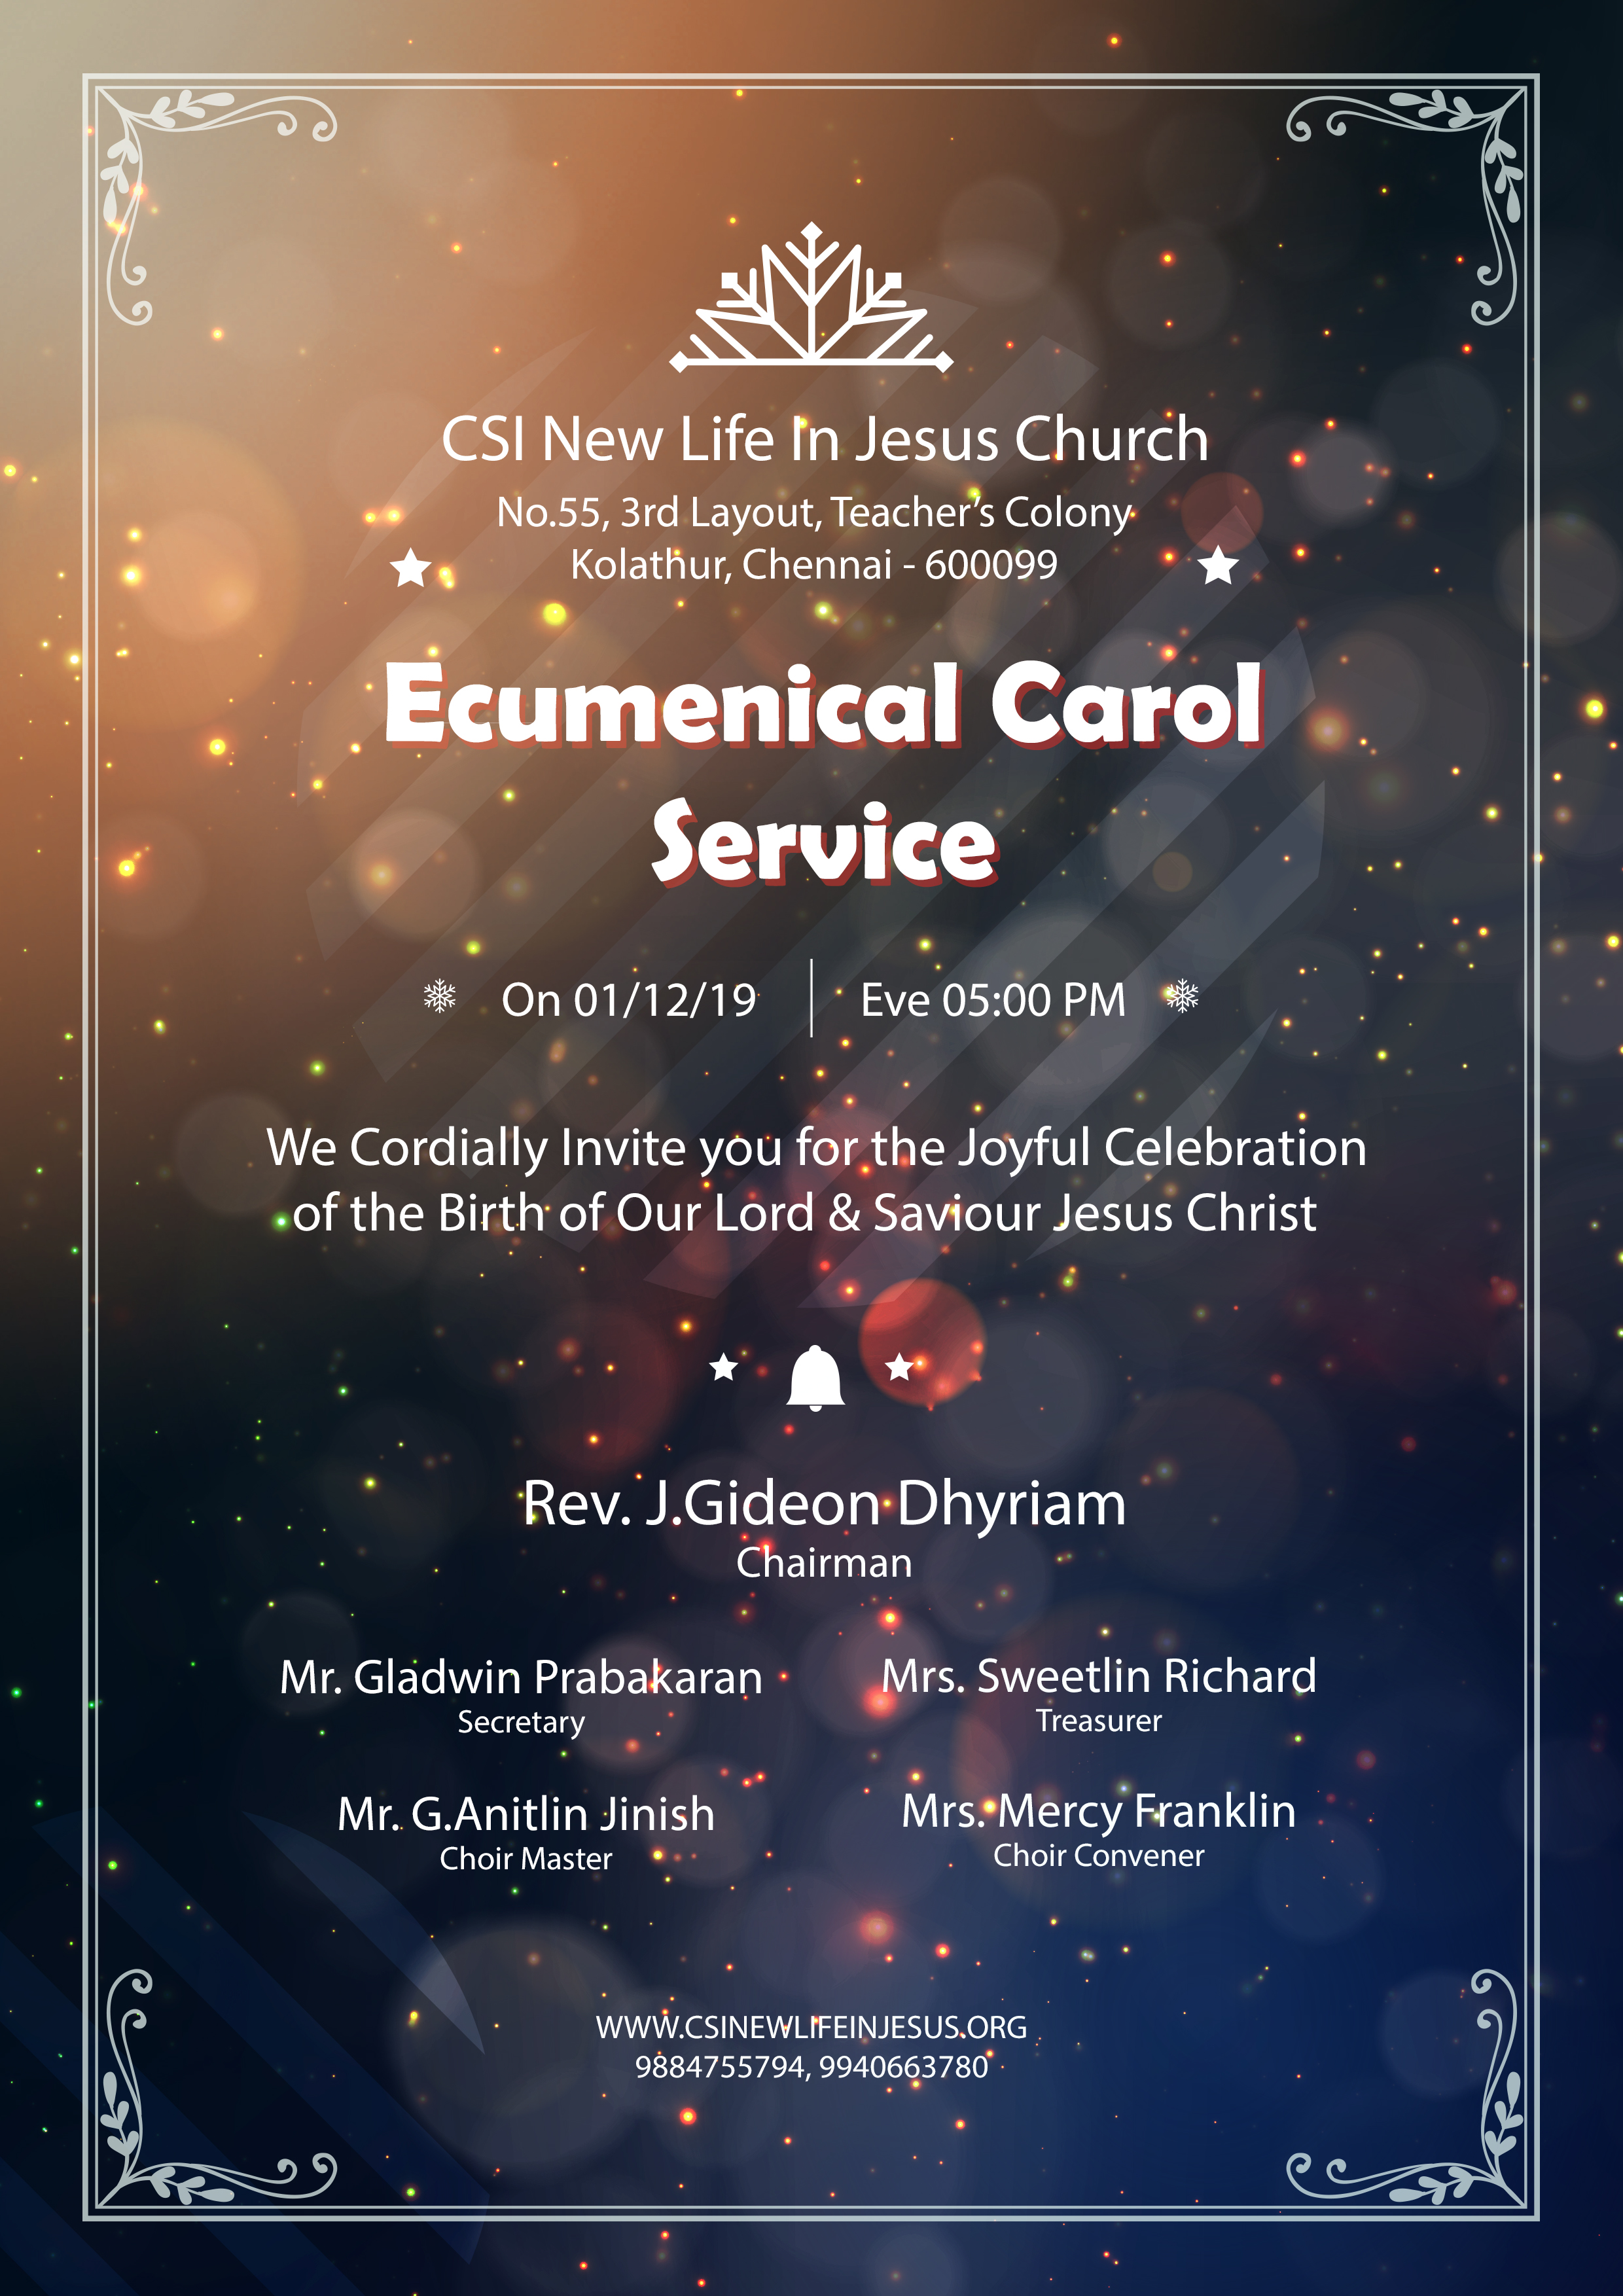 CSI New Life In Jesus Church
No.55, 3rd Layout, Teacher’s Colony
Kolathur, Chennai - 600099
Ecumenical Carol
Service
On 01/12/19 Eve 05:00 PM
We Cordially Invite you for the Joyful Celebration
of the Birth of Our Lord & Saviour Jesus Christ
Rev. J.Gideon Dhyriam
Chairman
Mr. Gladwin Prabakaran
Secretary
Mrs. Sweetlin Richard
Treasurer
Mr. G.Anitlin Jinish
Choir Master
Mrs. Mercy Franklin
Choir Convener
WWW.CSINEWLIFEINJESUS.ORG
9884755794, 9940663780